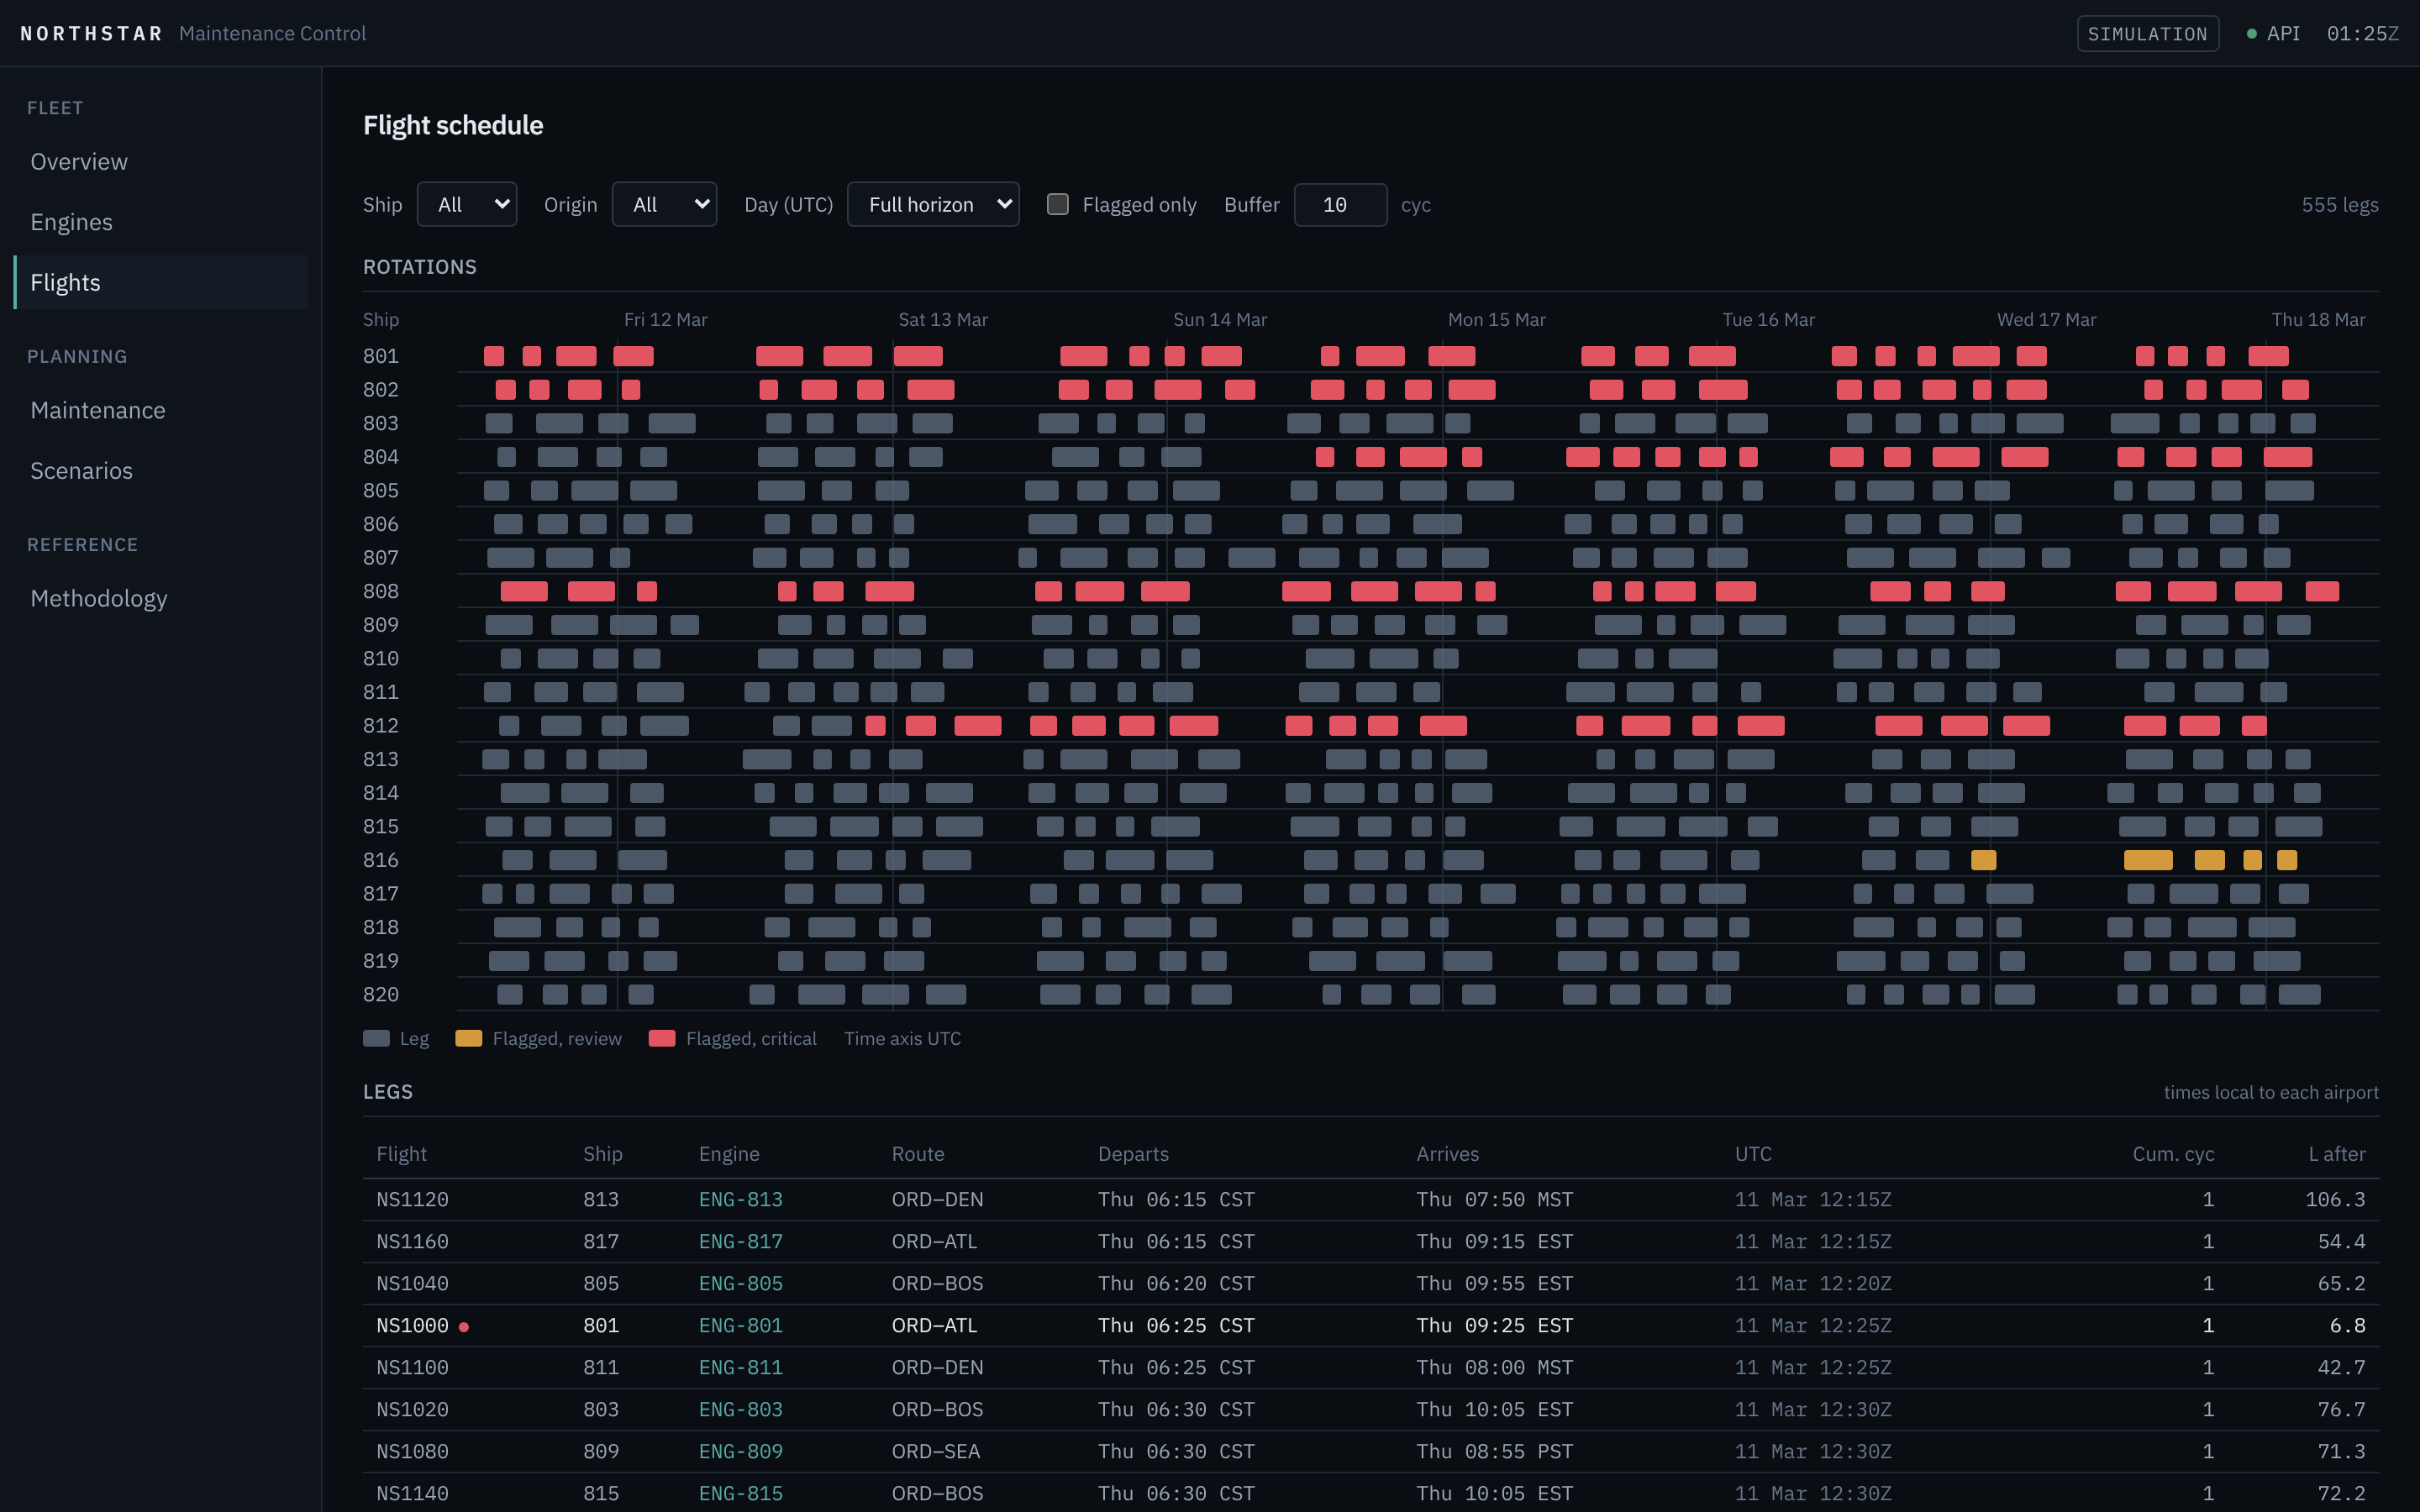 NORTHSTAR Maintenance Control SIMULATION API 01:25Z
FLEET
Overview
Engines
Flights
PLANNING
Maintenance
Scenarios
REFERENCE
Methodology
Flight schedule
Ship All Origin All Day (UTC) Full horizon Flagged only Buffer 10 cyc 555 legs
ROTATIONS
Ship Fri 12 Mar Sat 13 Mar Sun 14 Mar Mon 15 Mar Tue 16 Mar Wed 17 Mar Thu 18 Mar
801
802
803
804
805
806
807
808
809
810
811
812
813
814
815
816
817
818
819
820
Leg Flagged, review Flagged, critical Time axis UTC
LEGS times local to each airport
Flight Ship Engine Route Departs Arrives UTC Cum. cyc L after
NS1120 813 ENG-813 ORD–DEN Thu 06:15 CST Thu 07:50 MST 11 Mar 12:15Z 1 106.3
NS1160 817 ENG-817 ORD–ATL Thu 06:15 CST Thu 09:15 EST 11 Mar 12:15Z 1 54.4
NS1040 805 ENG-805 ORD–BOS Thu 06:20 CST Thu 09:55 EST 11 Mar 12:20Z 1 65.2
NS1000 801 ENG-801 ORD–ATL Thu 06:25 CST Thu 09:25 EST 11 Mar 12:25Z 1 6.8
NS1100 811 ENG-811 ORD–DEN Thu 06:25 CST Thu 08:00 MST 11 Mar 12:25Z 1 42.7
NS1020 803 ENG-803 ORD–BOS Thu 06:30 CST Thu 10:05 EST 11 Mar 12:30Z 1 76.7
NS1080 809 ENG-809 ORD–SEA Thu 06:30 CST Thu 08:55 PST 11 Mar 12:30Z 1 71.3
NS1140 815 ENG-815 ORD–BOS Thu 06:30 CST Thu 10:05 EST 11 Mar 12:30Z 1 72.2